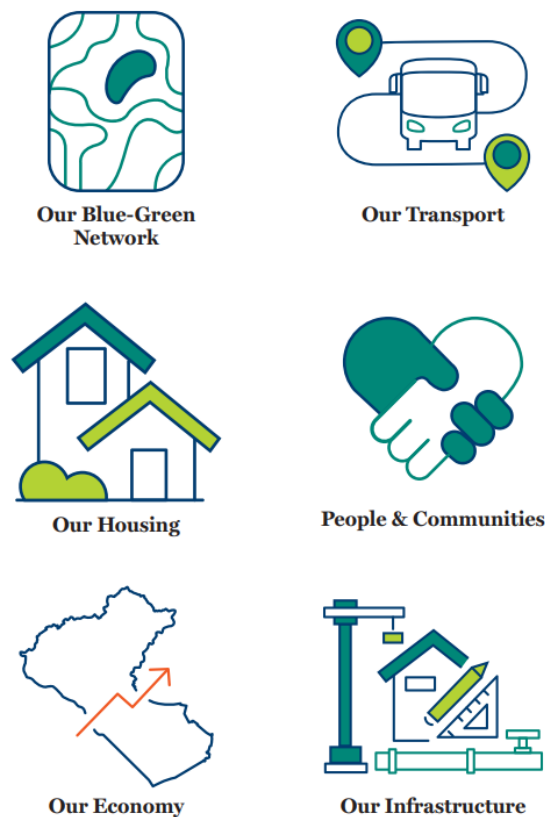 Our Blue-Green
Network
Our Transport
Our Housing
People & Communities
Our Economy
Our Infrastructure